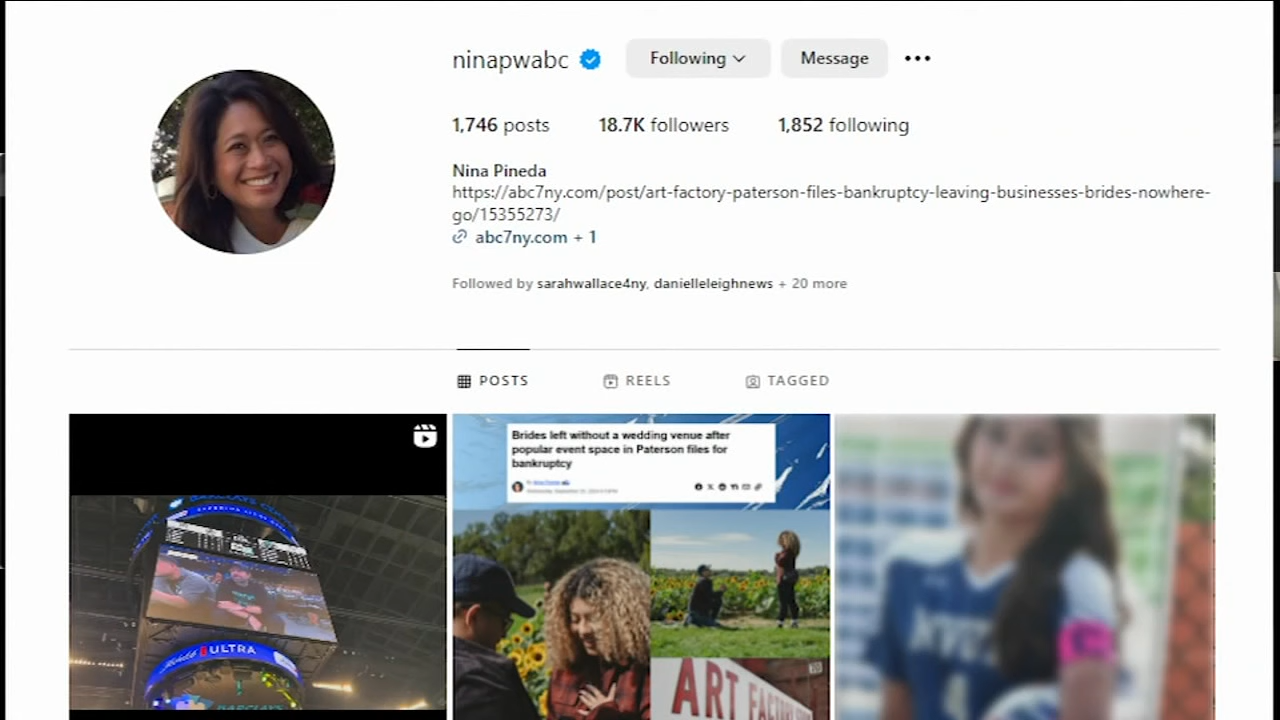 ninapwabc
Following
Message
1,746 posts
18.7K followers
1,852 following
Nina Pineda
https://abc7ny.com/post/art-factory-paterson-files-bankruptcy-leaving-businesses-brides-nowhere-
go/15355273/
abc7ny.com + 1
Followed by sarahwallace4ny, danielleleighnews + 20 more
POSTS
REELS
TAGGED
Brides left without a wedding venue after
popular event space in Paterson files for
bankruptcy
ULTRA
BARCLAYS
ART FACTORY